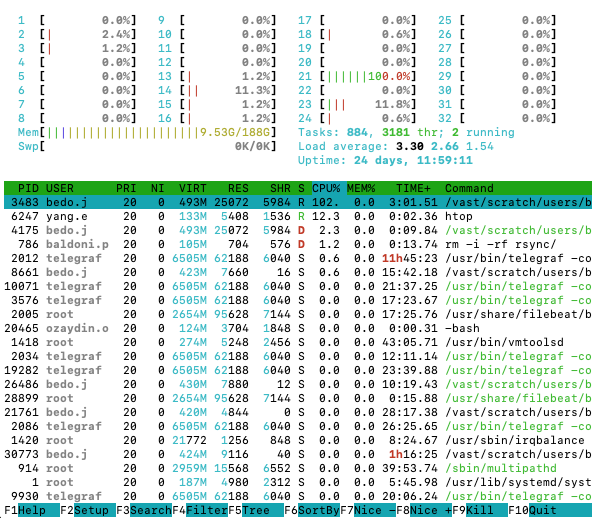 1 [ 0.0%] 9 [ 0.0%] 17 [ 0.0%] 25 [ 0.0%]
2 [| 2.4%] 10 [ 0.0%] 18 [| 0.6%] 26 [ 0.0%]
3 [| 1.2%] 11 [ 0.0%] 19 [ 0.0%] 27 [ 0.0%]
4 [ 0.0%] 12 [ 0.0%] 20 [ 0.0%] 28 [ 0.0%]
5 [ 0.0%] 13 [| 1.2%] 21 [||||||100.0%] 29 [ 0.0%]
6 [ 0.0%] 14 [|| 11.3%] 22 [ 0.0%] 30 [ 0.0%]
7 [ 0.0%] 15 [| 1.2%] 23 [||| 11.8%] 31 [ 0.0%]
8 [ 0.0%] 16 [| 1.2%] 24 [| 0.6%] 32 [ 0.0%]
Mem[||||||||||||||||||||||9.53G/188G] Tasks: 884, 3181 thr; 2 running
Swp[ 0K/0K] Load average: 3.30 2.66 1.54
Uptime: 24 days, 11:59:11
PID USER PRI NI VIRT RES SHR S CPU% MEM% TIME+ Command
3483 bedo.j 20 0 493M 25072 5984 R 102. 0.0 3:01.51 /vast/scratch/users/b
6247 yang.e 20 0 133M 5408 1536 R 12.3 0.0 0:02.36 htop
4175 bedo.j 20 0 493M 25072 5984 D 2.3 0.0 0:09.84 /vast/scratch/users/b
786 baldoni.p 20 0 105M 704 576 D 1.2 0.0 0:13.74 rm -i -rf rsync/
2012 telegraf 20 0 6505M 62188 6040 S 0.6 0.0 11h45:23 /usr/bin/telegraf -co
8661 bedo.j 20 0 423M 7660 16 S 0.6 0.0 15:42.18 /vast/scratch/users/b
10071 telegraf 20 0 6505M 62188 6040 S 0.6 0.0 21:37.25 /usr/bin/telegraf -co
3576 telegraf 20 0 6505M 62188 6040 S 0.6 0.0 17:23.67 /usr/bin/telegraf -co
2005 root 20 0 2654M 95628 7144 S 0.0 0.0 17:25.76 /usr/share/filebeat/b
20465 ozaydin.o 20 0 124M 3704 1848 S 0.0 0.0 0:00.31 -bash
1418 root 20 0 274M 5248 2456 S 0.0 0.0 43:05.71 /usr/bin/vmtoolsd
2034 telegraf 20 0 6505M 62188 6040 S 0.0 0.0 12:11.14 /usr/bin/telegraf -co
19282 telegraf 20 0 6505M 62188 6040 S 0.0 0.0 23:39.88 /usr/bin/telegraf -co
26486 bedo.j 20 0 430M 7880 12 S 0.0 0.0 10:19.43 /vast/scratch/users/b
28899 root 20 0 2654M 95628 7144 S 0.0 0.0 0:15.88 /usr/share/filebeat/b
21761 bedo.j 20 0 420M 4844 0 S 0.0 0.0 28:17.38 /vast/scratch/users/b
2086 telegraf 20 0 6505M 62188 6040 S 0.0 0.0 26:25.65 /usr/bin/telegraf -co
1420 root 20 0 21772 1256 848 S 0.0 0.0 8:24.67 /usr/sbin/irqbalance
30773 bedo.j 20 0 424M 9116 40 S 0.0 0.0 1h16:25 /vast/scratch/users/b
914 root 20 0 2959M 15568 6552 S 0.0 0.0 39:53.74 /sbin/multipathd
1 root 20 0 187M 4980 2312 S 0.0 0.0 5:45.98 /usr/lib/systemd/syst
9930 telegraf 20 0 6505M 62188 6040 S 0.0 0.0 20:06.24 /usr/bin/telegraf -co
F1Help F2Setup F3SearchF4FilterF5Tree F6SortByF7Nice -F8Nice +F9Kill F10Quit